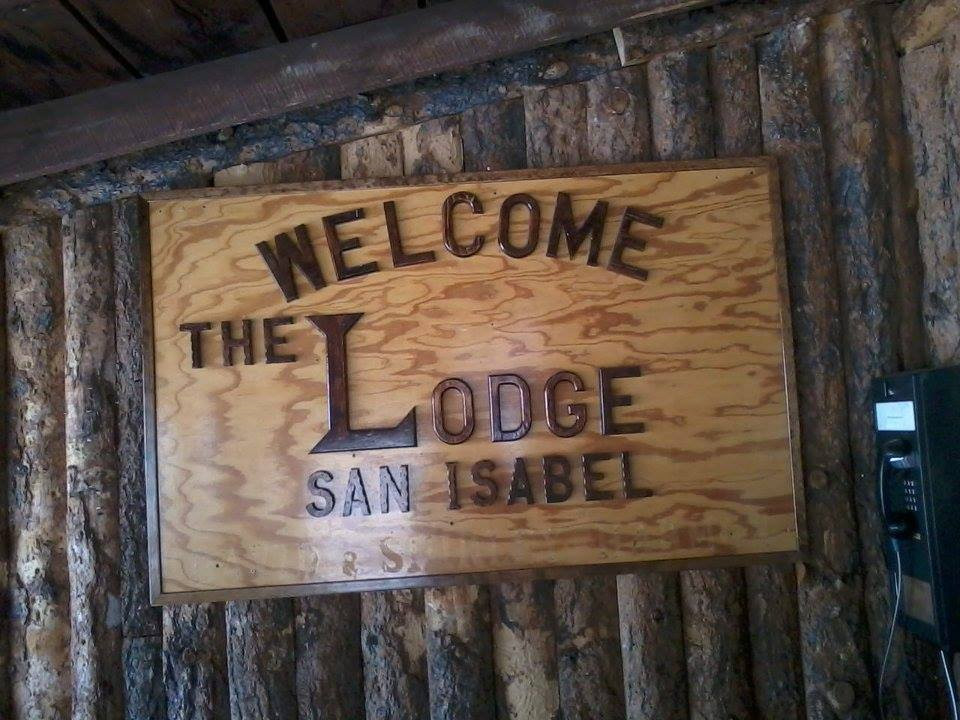 WELCOME
THE LODGE
SAN ISABEL
&